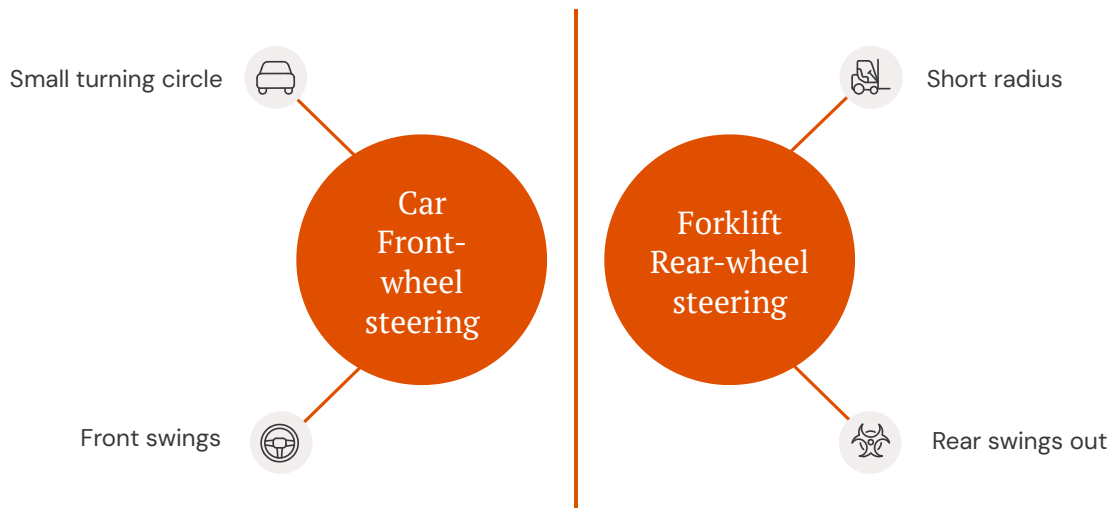 Small turning circle
Car
Front-
wheel
steering
Front swings
Short radius
Forklift
Rear-wheel
steering
Rear swings out